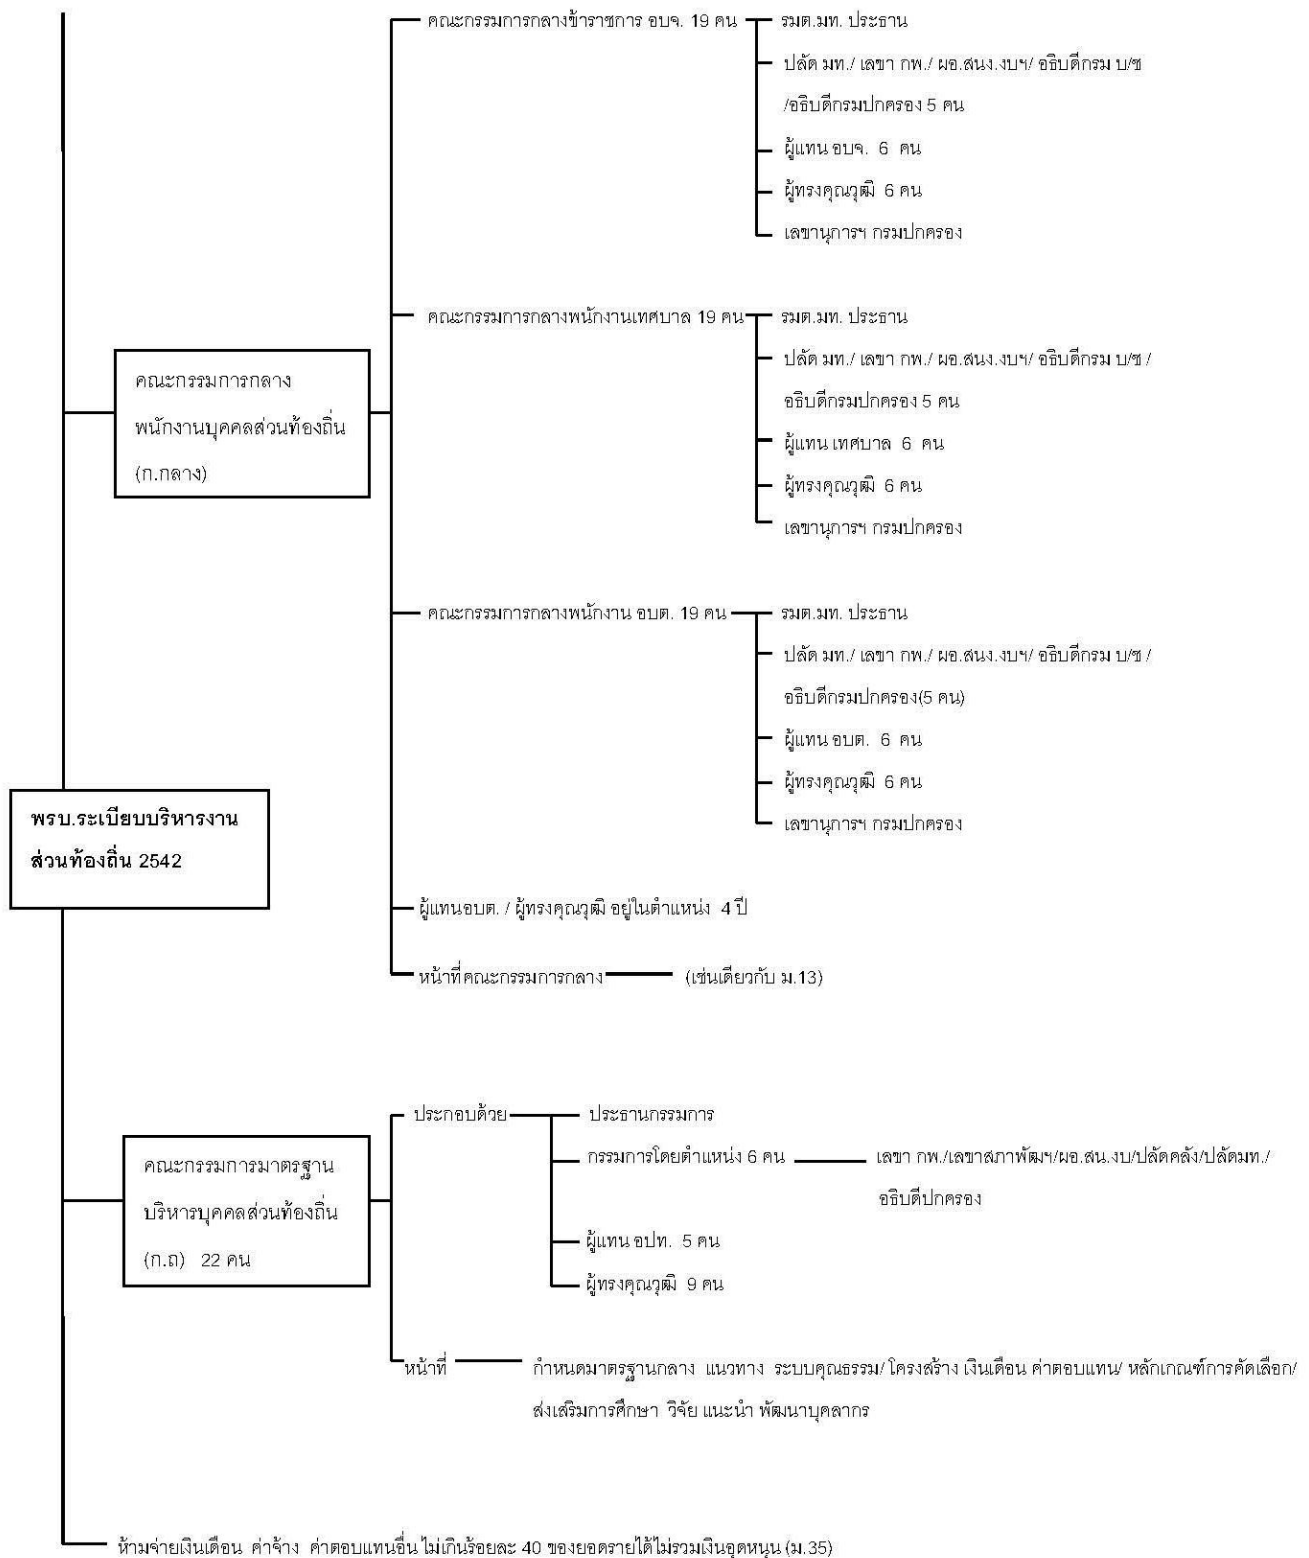 คณะกรรมการกลางข้าราชการ อบจ. 19 คน
รมต.มท. ประธาน
ปลัด มท./ เลขา กพ./ ผอ.สนง.งบฯ/ อธิบดีกรม บ/ช
/อธิบดีกรมปกครอง 5 คน
ผู้แทน อบจ. 6 คน
ผู้ทรงคุณวุฒิ 6 คน
เลขานุการฯ กรมปกครอง
คณะกรรมการกลางพนักงานเทศบาล 19 คน
รมต.มท. ประธาน
ปลัด มท./ เลขา กพ./ ผอ.สนง.งบฯ/ อธิบดีกรม บ/ช /
อธิบดีกรมปกครอง 5 คน
ผู้แทน เทศบาล 6 คน
ผู้ทรงคุณวุฒิ 6 คน
เลขานุการฯ กรมปกครอง
คณะกรรมการกลาง
พนักงานบุคคลส่วนท้องถิ่น
(ก.กลาง)
คณะกรรมการกลางพนักงาน อบต. 19 คน
รมต.มท. ประธาน
ปลัด มท./ เลขา กพ./ ผอ.สนง.งบฯ/ อธิบดีกรม บ/ช /
อธิบดีกรมปกครอง(5 คน)
ผู้แทน อบต. 6 คน
ผู้ทรงคุณวุฒิ 6 คน
เลขานุการฯ กรมปกครอง
พรบ.ระเบียบบริหารงาน
ส่วนท้องถิ่น 2542
ผู้แทนอบต. / ผู้ทรงคุณวุฒิ อยู่ในตำแหน่ง 4 ปี
หน้าที่คณะกรรมการกลาง (เช่นเดียวกับ ม.13)
คณะกรรมการมาตรฐาน
บริหารบุคคลส่วนท้องถิ่น
(ก.ถ) 22 คน
ประกอบด้วย
ประธานกรรมการ
กรรมการโดยตำแหน่ง 6 คน
เลขา กพ./เลขาสภาพัฒฯ/ผอ.สน.งบ/ปลัดคลัง/ปลัดมท./
อธิบดีปกครอง
ผู้แทน อปท. 5 คน
ผู้ทรงคุณวุฒิ 9 คน
หน้าที่
กำหนดมาตรฐานกลาง แนวทาง ระบบคุณธรรม/ โครงสร้าง เงินเดือน ค่าตอบแทน/ หลักเกณฑ์การคัดเลือก/
ส่งเสริมการศึกษา วิจัย แนะนำ พัฒนาบุคลากร
ห้ามจ่ายเงินเดือน ค่าจ้าง ค่าตอบแทนอื่น ไม่เกินร้อยละ 40 ของยอดรายได้ไม่รวมเงินอุดหนุน (ม.35)